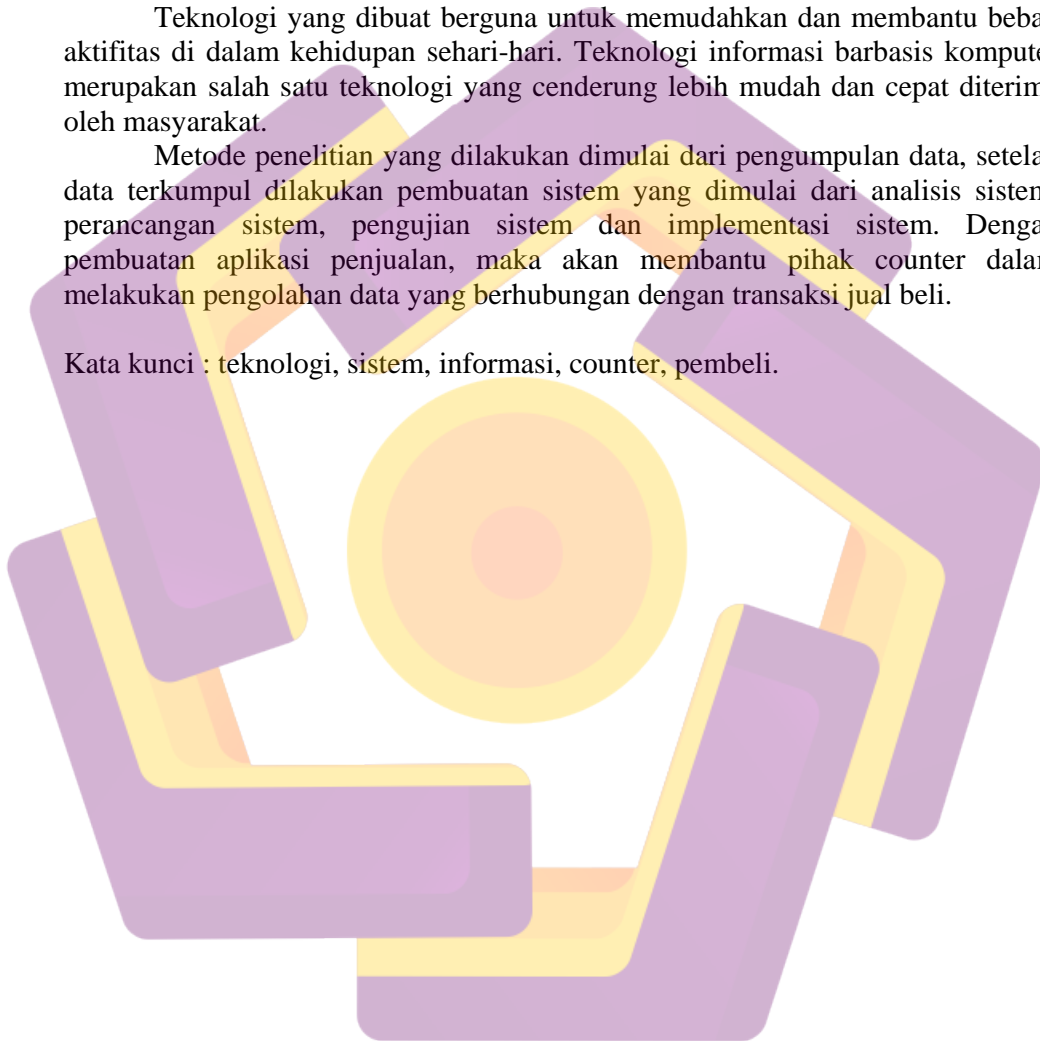 Teknologi yang dibuat berguna untuk memudahkan dan membantu beba
aktifitas di dalam kehidupan sehari-hari. Teknologi informasi barbasis kompute
merupakan salah satu teknologi yang cenderung lebih mudah dan cepat diterim
oleh masyarakat.
Metode penelitian yang dilakukan dimulai dari pengumpulan data, setela
data terkumpul dilakukan pembuatan sistem yang dimulai dari analisis sistem
perancangan sistem, pengujian sistem dan implementasi sistem. Denga
pembuatan aplikasi penjualan, maka akan membantu pihak counter dalam
melakukan pengolahan data yang berhubungan dengan transaksi jual beli.
Kata kunci : teknologi, sistem, informasi, counter, pembeli.